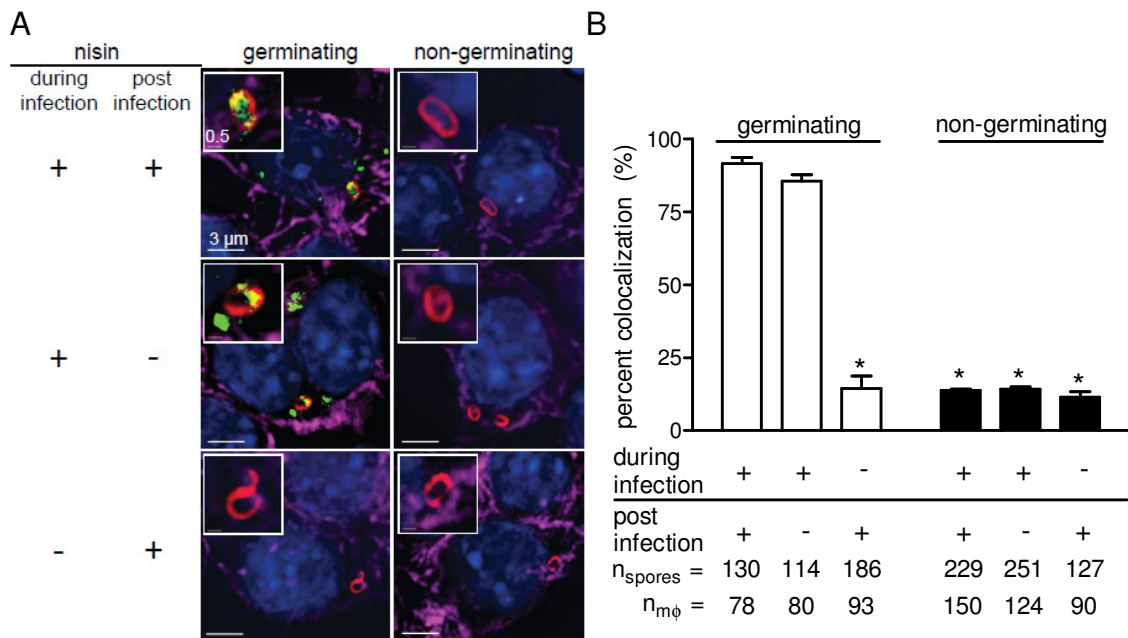 A
nisin germinating non-germinating
during infection post infection
0.5
+ +
3 μm
+ -
- +
B
germinating non-germinating
percent colocalization (%)
100
75
50
25
0
* * * *
during infection + + - + + -
post infection + - + + - +
nspores = 130 114 186 229 251 127
nmϕ = 78 80 93 150 124 90